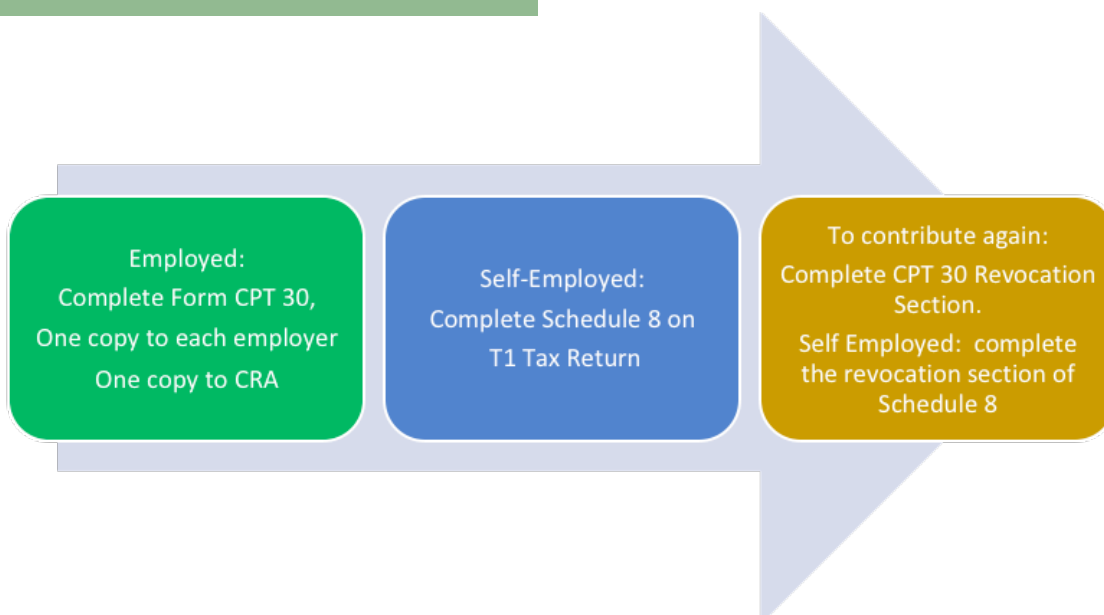 Employed:
Complete Form CPT 30,
One copy to each employer
One copy to CRA
Self-Employed:
Complete Schedule 8 on
T1 Tax Return
To contribute again:
Complete CPT 30 Revocation
Section.
Self Employed: complete
the revocation section of
Schedule 8